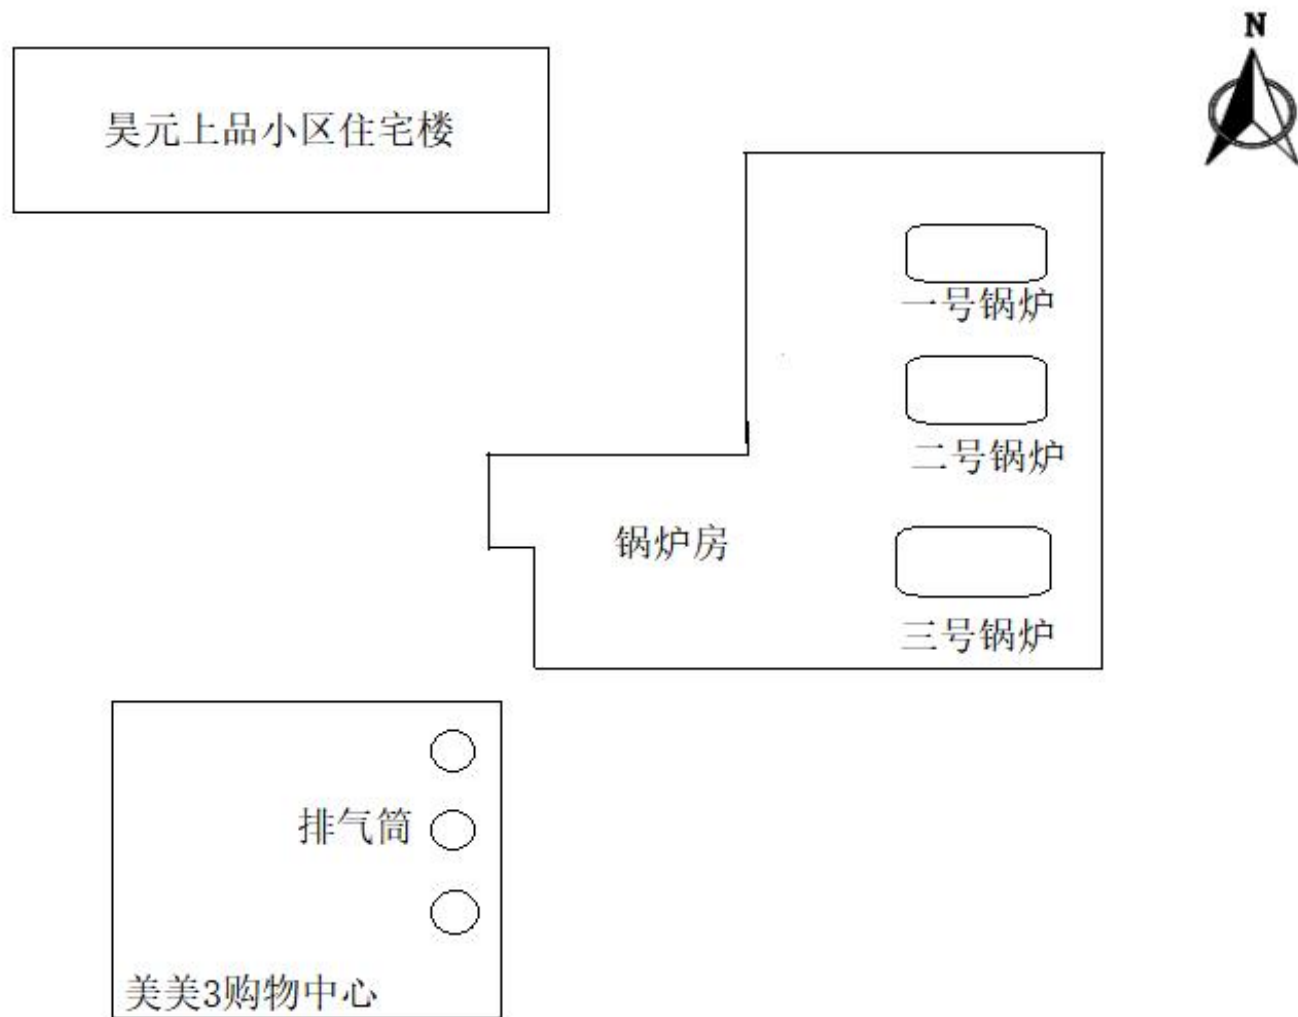 N
昊元上品小区住宅楼
一号锅炉
二号锅炉
锅炉房
三号锅炉
排气筒
美美3购物中心